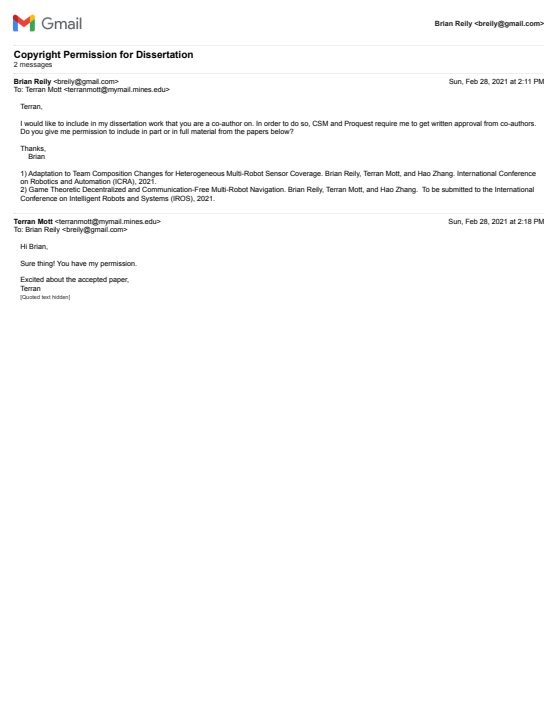 Gmail
Brian Reily <breily@gmail.com>
Copyright Permission for Dissertation
2 messages
Brian Reily <breily@gmail.com>
Sun, Feb 28, 2021 at 2:11 PM
To: Terran Mott <terranmott@mymail.mines.edu>
Terran,
I would like to include in my dissertation work that you are a co-author on. In order to do so, CSM and Proquest require me to get written approval from co-authors.
Do you give me permission to include in part or in full material from the papers below?
Thanks,
Brian
1) Adaptation to Team Composition Changes for Heterogeneous Multi-Robot Sensor Coverage. Brian Reily, Terran Mott, and Hao Zhang. International Conference
on Robotics and Automation (ICRA), 2021.
2) Game Theoretic Decentralized and Communication-Free Multi-Robot Navigation. Brian Reily, Terran Mott, and Hao Zhang. To be submitted to the International
Conference on Intelligent Robots and Systems (IROS), 2021.
Terran Mott <terranmott@mymail.mines.edu>
Sun, Feb 28, 2021 at 2:18 PM
To: Brian Reily <breily@gmail.com>
Hi Brian,
Sure thing! You have my permission.
Excited about the accepted paper,
Terran
[Quoted text hidden]